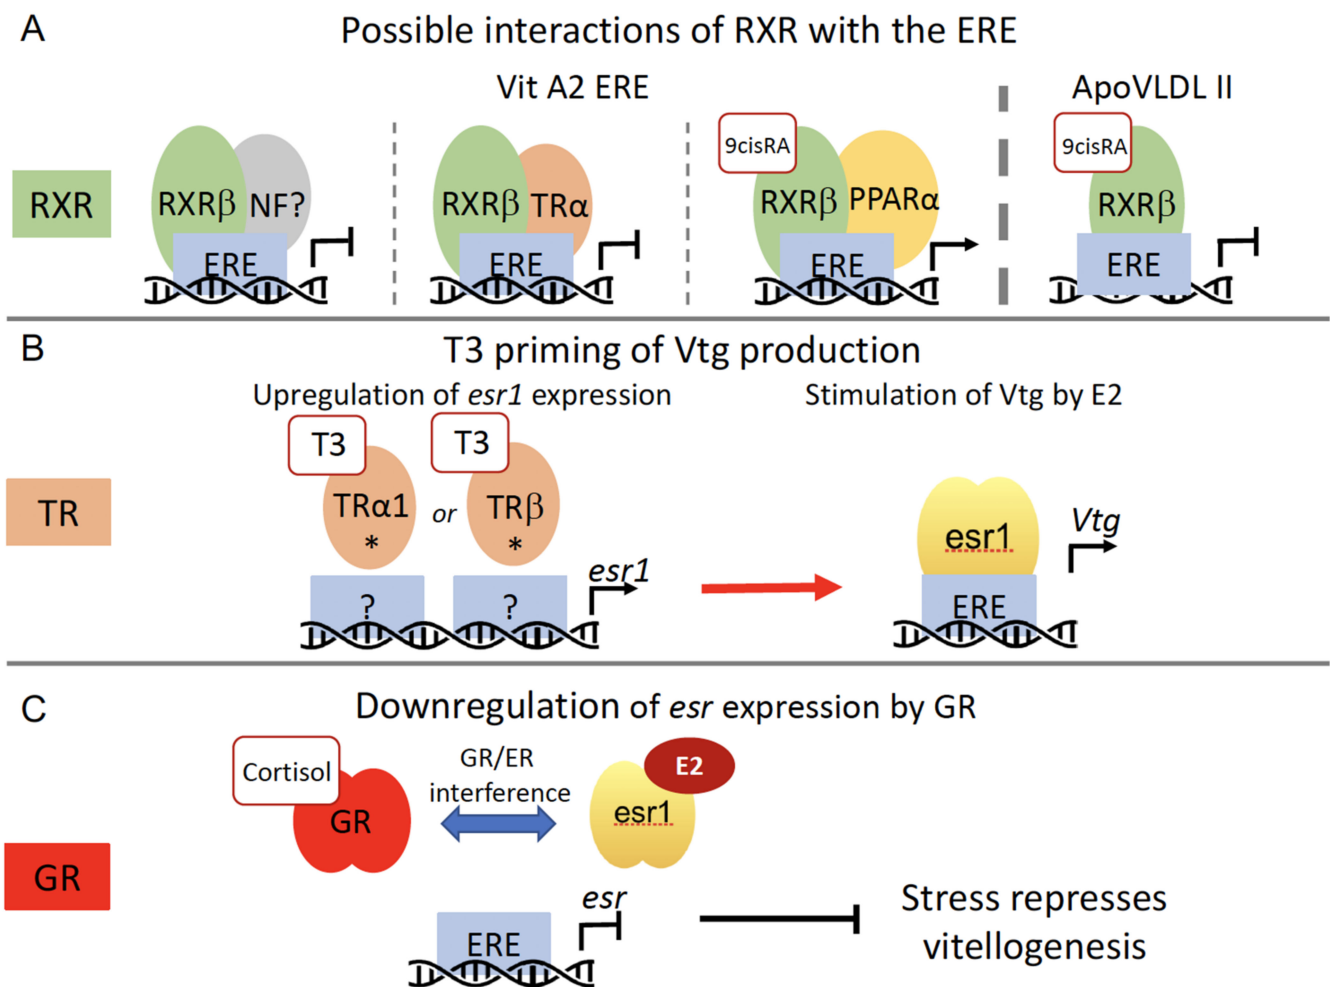 A
Possible interactions of RXR with the ERE
Vit A2 ERE
ApoVLDL II
RXR
RXRβ NF?
ERE
RXRβ TRα
ERE
9cisRA
RXRβ PPARα
ERE
9cisRA
RXRβ
ERE
B
T3 priming of Vtg production
Upregulation of esr1 expression
Stimulation of Vtg by E2
TR
T3
TRα1
*
or
T3
TRβ
*
?
?
esr1
esr1
ERE
Vtg
C
Downregulation of esr expression by GR
GR
Cortisol
GR
GR/ER
interference
E2
esr1
ERE
esr
Stress represses
vitellogenesis